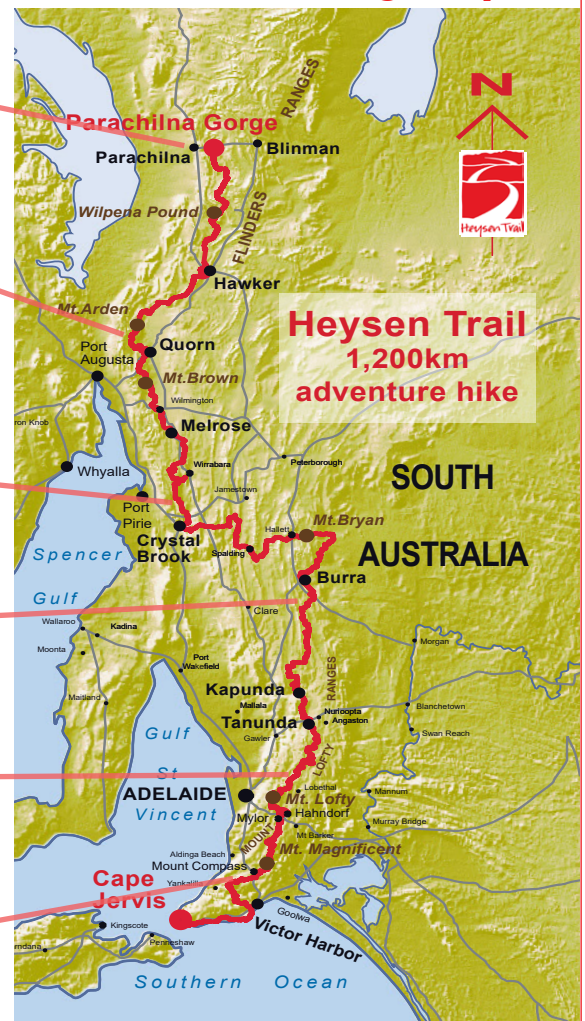 RANGES
N
Parachilna Gorge
Parachilna
Blinman
Heysen Trail
Wilpena Pound
FLINDERS
Hawker
Mt.Arden
Heysen Trail
1,200km
adventure hike
Port
Augusta
Quorn
Mt.Brown
Wilmington
ron Knob
Melrose
Whyalla
Wirrabara
Peterborough
SOUTH
Jamestown
Port
Pirie
Mt.Bryan
Hallett
Crystal
Brook
Spalding
AUSTRALIA
Spencer
Burra
Gulf
Clare
Wallaroo
Kadina
Moonta
Port
Wakefield
Morgan
RANGES
Maitland
Kapunda
Mallala
Nurioopta
Angaston
Blanchetown
Tanunda
Gawler
Swan Reach
Gulf
LOFTY
St
Lobethal
Mannum
ADELAIDE
Mt. Lofty
Vincent
Mylor
Hahndorf
Murray Bridge
Mt Barker
MOUNT
Aldinga Beach
Mt. Magnificent
Mount Compass
Cape
Jervis
Yankalilla
Goolwa
Kingscote
Victor Harbor
Penneshaw
rndana
Southern Ocean